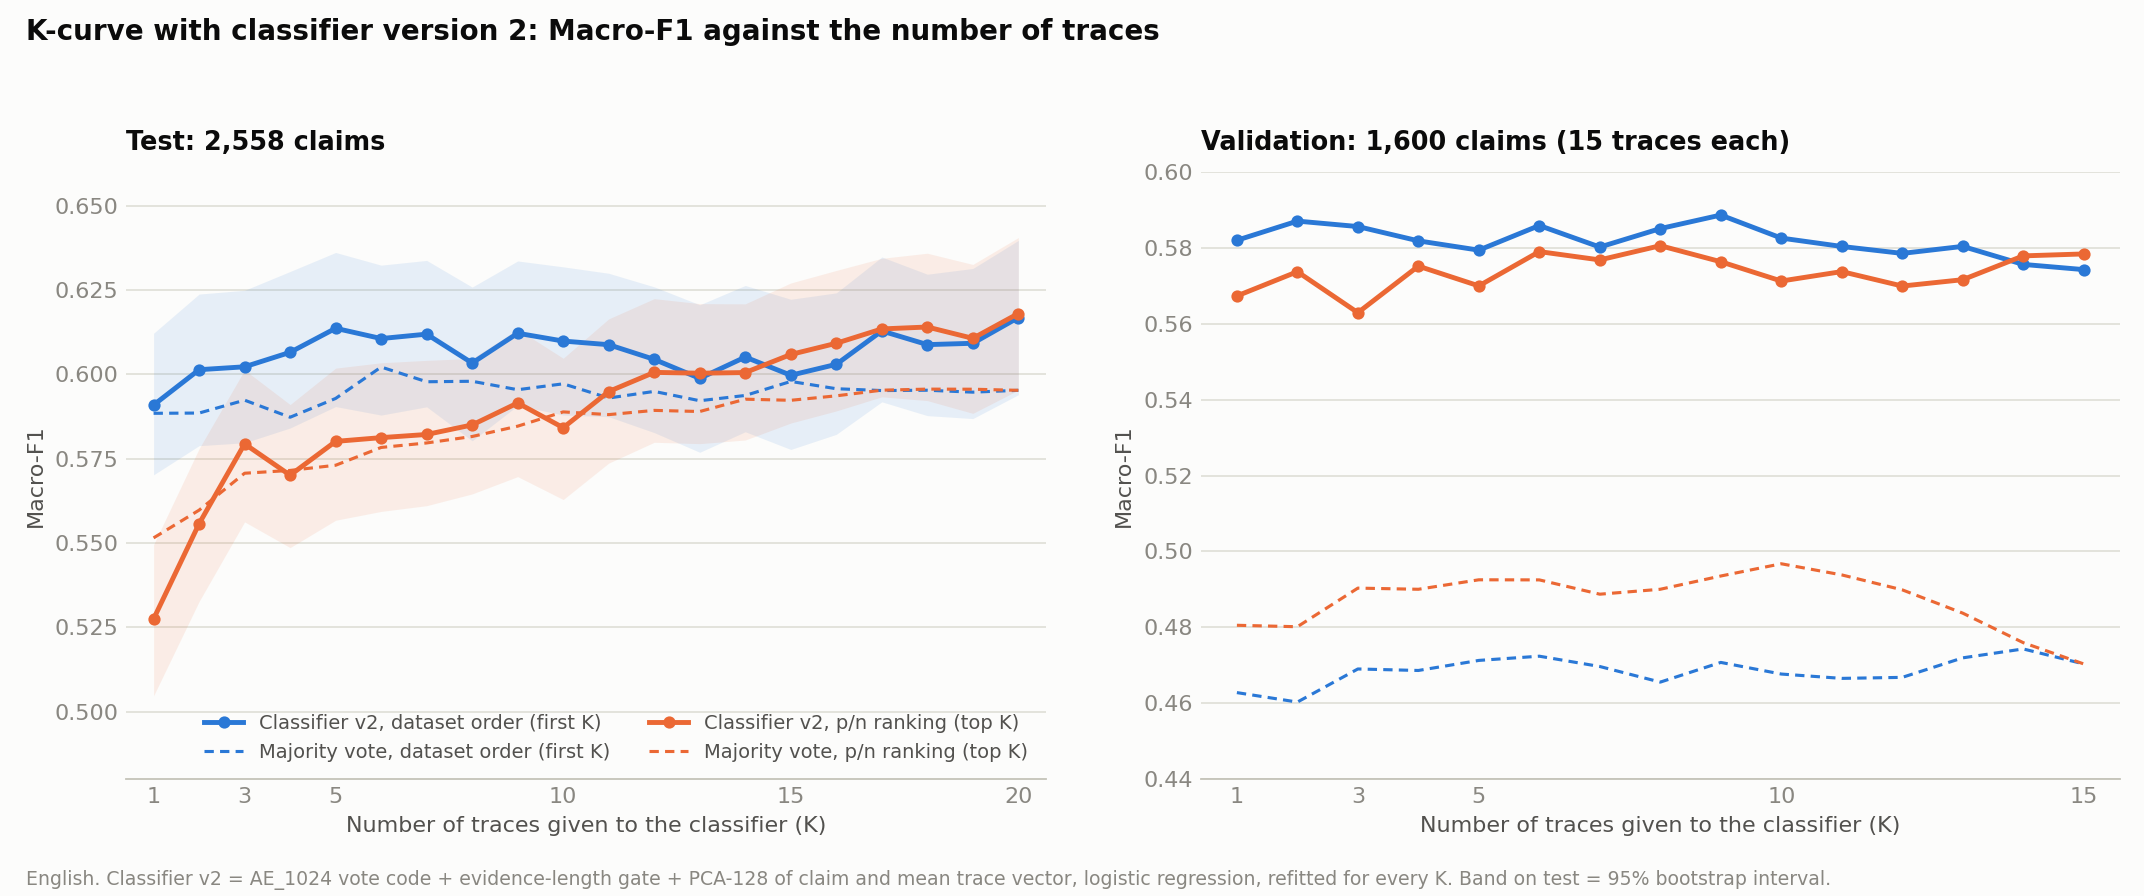 K-curve with classifier version 2: Macro-F1 against the number of traces
Test: 2,558 claims
0.650
0.625
0.600
0.575
0.550
0.525
0.500
Macro-F1
Classifier v2, dataset order (first K)
Majority vote, dataset order (first K)
Classifier v2, p/n ranking (top K)
Majority vote, p/n ranking (top K)
1 3 5 10 15 20
Number of traces given to the classifier (K)
Validation: 1,600 claims (15 traces each)
0.60
0.58
0.56
0.54
0.52
0.50
0.48
0.46
0.44
Macro-F1
1 3 5 10 15
Number of traces given to the classifier (K)
English. Classifier v2 = AE_1024 vote code + evidence-length gate + PCA-128 of claim and mean trace vector, logistic regression, refitted for every K. Band on test = 95% bootstrap interval.